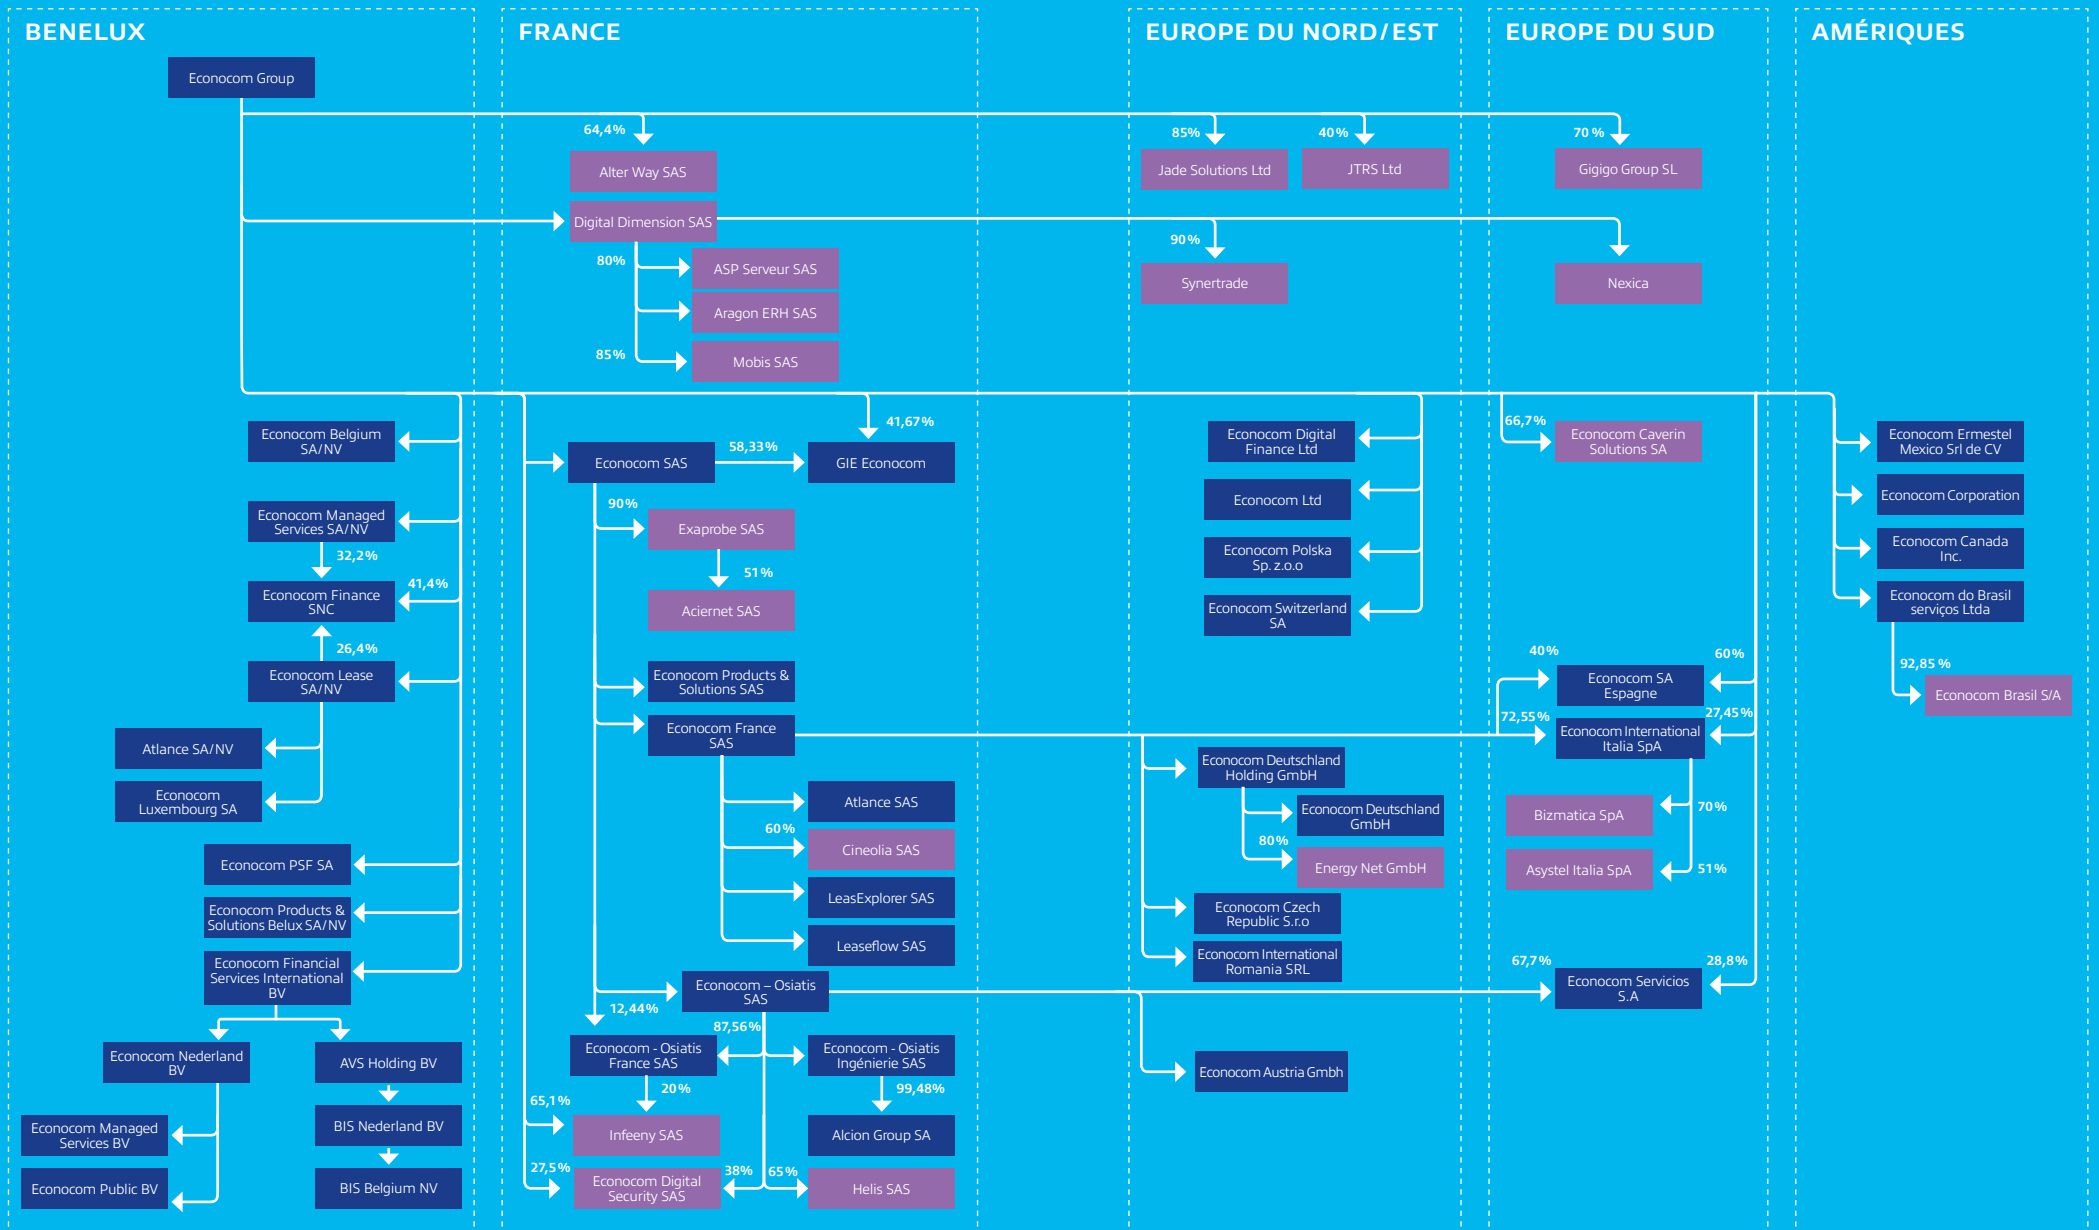 BENELUX
FRANCE
EUROPE DU NORD/EST
EUROPE DU SUD
AMÉRIQUES
Econocom Group
64,4%
85%
40%
70 %
Alter Way SAS
Jade Solutions Ltd
JTRS Ltd
Gigigo Group SL
Digital Dimension SAS
90%
80%
ASP Serveur SAS
Synertrade
Nexica
Aragon ERH SAS
85%
Mobis SAS
Econocom Belgium
SA/NV
Econocom Managed
Services SA/NV
32,2%
41,4%
Econocom Finance
SNC
26,4%
Econocom Lease
SA/NV
Atlance SA/NV
Econocom
Luxembourg SA
Econocom PSF SA
Econocom Products &
Solutions Belux SA/NV
Econocom Financial
Services International
BV
Econocom Nederland
BV
AVS Holding BV
Econocom Managed
Services BV
BIS Nederland BV
Econocom Public BV
BIS Belgium NV
41,67%
58,33%
Econocom SAS
GIE Econocom
90%
Exaprobe SAS
51%
Aciernet SAS
Econocom Products &
Solutions SAS
Econocom France
SAS
Atlance SAS
60%
Cineolia SAS
LeasExplorer SAS
Leaseflow SAS
Econocom – Osiatis
SAS
12,44%
87,56%
Econocom - Osiatis
France SAS
Econocom - Osiatis
Ingénierie SAS
20%
99,48%
65,1%
Infeeny SAS
Alcion Group SA
27,5%
38%
65%
Econocom Digital
Security SAS
Helis SAS
Econocom Digital
Finance Ltd
Econocom Ltd
Econocom Polska
Sp. z.o.o
Econocom Switzerland
SA
Econocom Deutschland
Holding GmbH
Econocom Deutschland
GmbH
80%
Energy Net GmbH
Econocom Czech
Republic S.r.o
Econocom International
Romania SRL
Econocom Austria Gmbh
66,7%
Econocom Caverin
Solutions SA
40%
60%
Econocom SA
Espagne
72,55%
27,45%
Econocom International
Italia SpA
70%
Bizmatica SpA
51%
Asystel Italia SpA
67,7%
28,8%
Econocom Servicios
S.A
Econocom Ermestel
Mexico Srl de CV
Econocom Corporation
Econocom Canada
Inc.
Econocom do Brasil
serviços Ltda
92,85 %
Econocom Brasil S/A